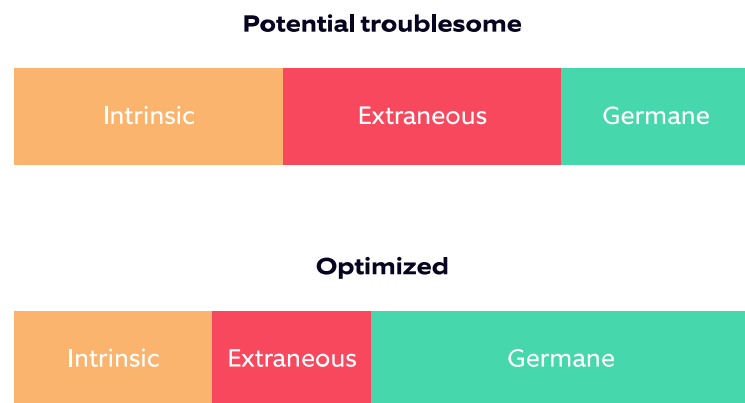 Potential troublesome
Intrinsic Extraneous Germane
Optimized
Intrinsic Extraneous Germane